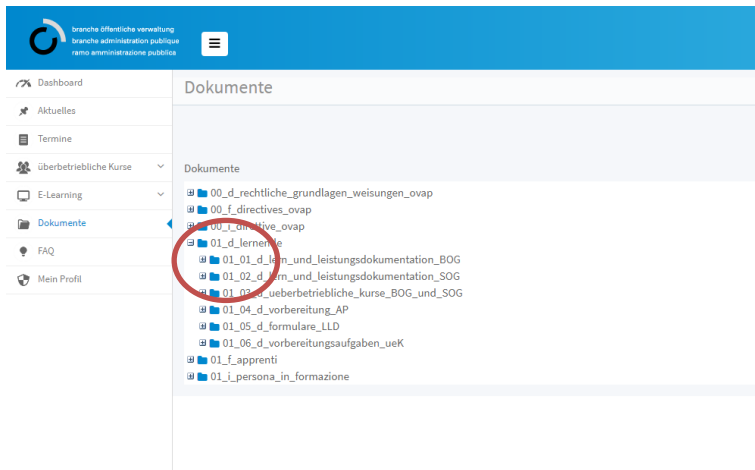 branche öffentliche verwaltung
branche administration publique
ramo amministrazione pubblica
Dashboard
Aktuelles
Termine
überbetriebliche Kurse
E-Learning
Dokumente
FAQ
Mein Profil
Dokumente
Dokumente
00_d_rechtliche_grundlagen_weisungen_ovap
00_f_directives_ovap
00_i_direttive_ovap
01_d_lernende
01_01_d_lern_und_leistungsdokumentation_BOG
01_02_d_lern_und_leistungsdokumentation_SOG
01_03_d_ueberbetriebliche_kurse_BOG_und_SOG
01_04_d_vorbereitung_AP
01_05_d_formulare_LLD
01_06_d_vorbereitungsaufgaben_ueK
01_f_apprenti
01_i_persona_in_formazione